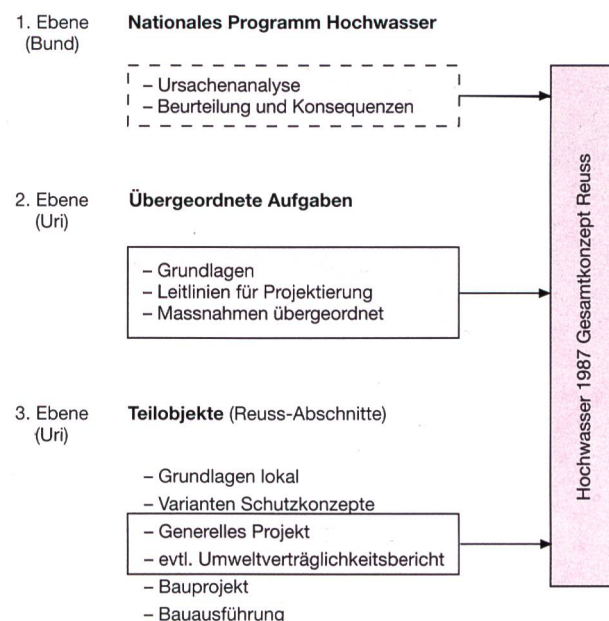 1. Ebene
(Bund)
Nationales Programm Hochwasser
– Ursachenanalyse
– Beurteilung und Konsequenzen
2. Ebene
(Uri)
Übergeordnete Aufgaben
– Grundlagen
– Leitlinien für Projektierung
– Massnahmen übergeordnet
3. Ebene
(Uri)
Teilobjekte (Reuss-Abschnitte)
– Grundlagen lokal
– Varianten Schutzkonzepte
– Generelles Projekt
– evtl. Umweltverträglichkeitsbericht
– Bauprojekt
– Bauausführung
Hochwasser 1987 Gesamtkonzept Reuss